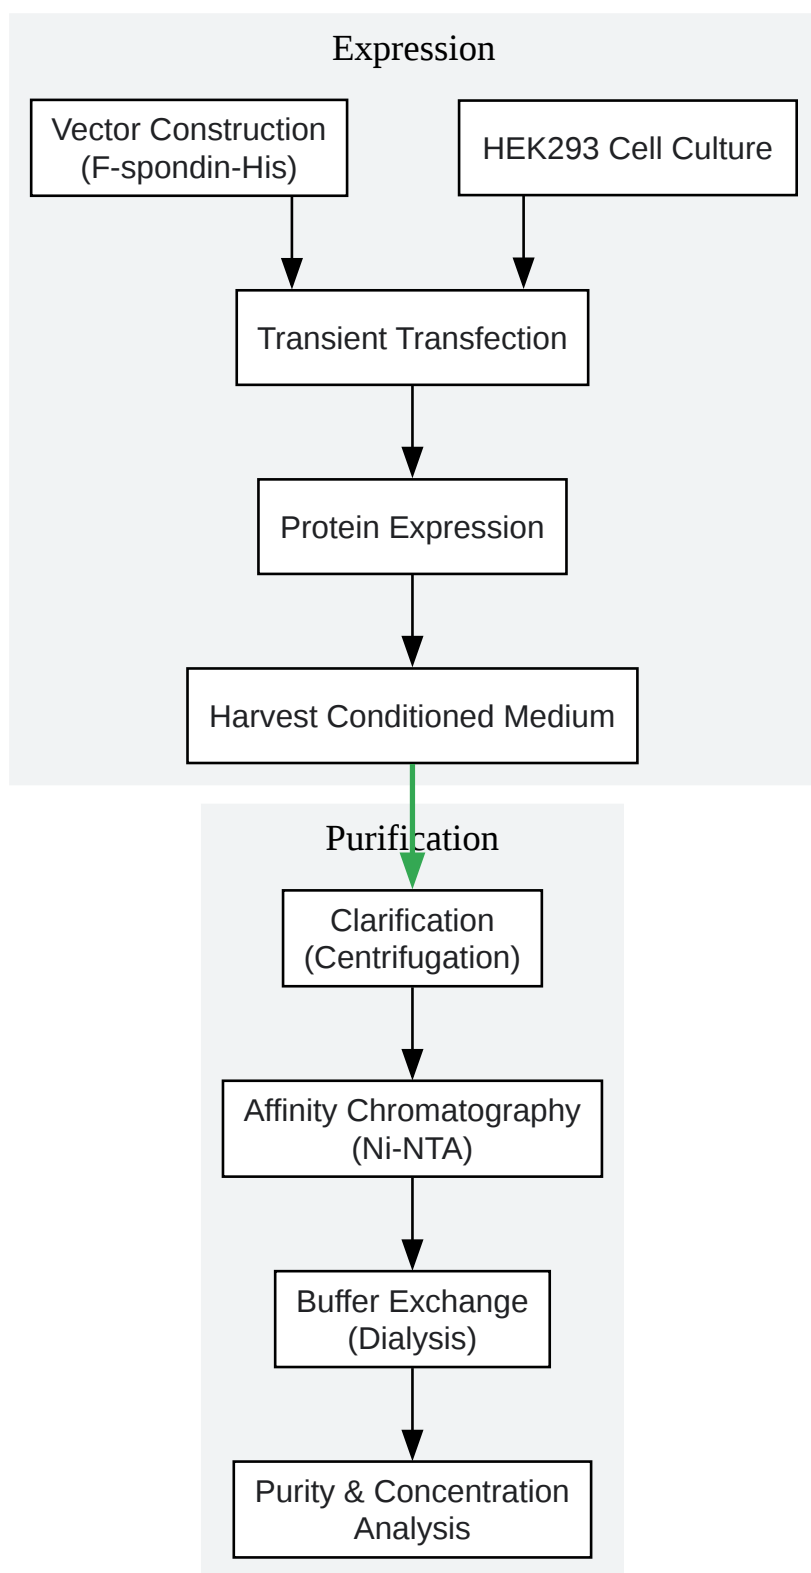 Expression
Vector Construction
(F-spondin-His)
HEK293 Cell Culture
Transient Transfection
Protein Expression
Harvest Conditioned Medium
Purification
Clarification
(Centrifugation)
Affinity Chromatography
(Ni-NTA)
Buffer Exchange
(Dialysis)
Purity & Concentration
Analysis